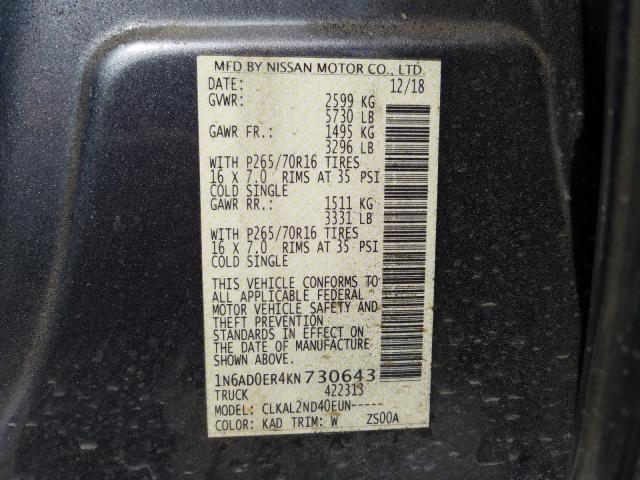 MFD BY NISSAN MOTOR CO., LTD.
DATE: 12/18
GVWR: 2599 KG
5730 LB
GAWR FR.: 1495 KG
3296 LB
WITH P265/70R16 TIRES
16 X 7.0 RIMS AT 35 PSI
COLD SINGLE
GAWR RR.: 1511 KG
3331 LB
WITH P265/70R16 TIRES
16 X 7.0 RIMS AT 35 PSI
COLD SINGLE
THIS VEHICLE CONFORMS TO
ALL APPLICABLE FEDERAL
MOTOR VEHICLE SAFETY AND
THEFT PREVENTION
STANDARDS IN EFFECT ON
THE DATE OF MANUFACTURE
SHOWN ABOVE.
1N6AD0ER4KN730643
TRUCK 422313
MODEL: CLKAL2ND40EUN-----
COLOR: KAD TRIM: W ZS00A